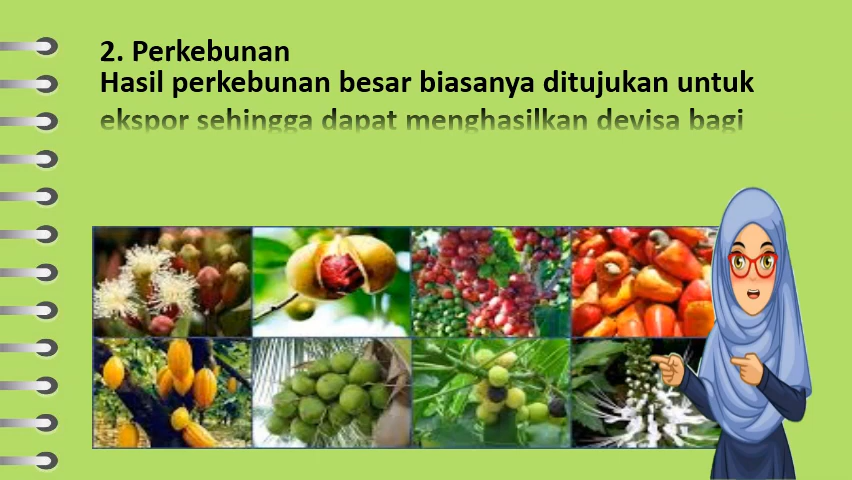 2. Perkebunan
Hasil perkebunan besar biasanya ditujukan untuk
ekspor sehingga dapat menghasilkan devisa bagi